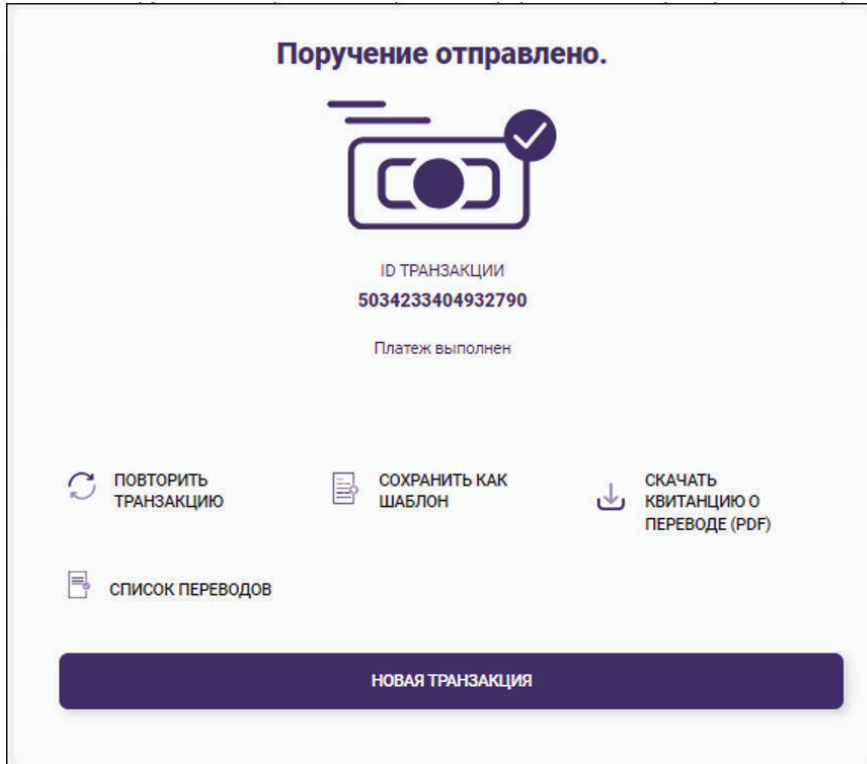 Поручение отправлено.
ID ТРАНЗАКЦИИ
5034233404932790
Платеж выполнен
ПОВТОРИТЬ
ТРАНЗАКЦИЮ
СОХРАНИТЬ КАК
ШАБЛОН
СКАЧАТЬ
КВИТАНЦИЮ О
ПЕРЕВОДЕ (PDF)
СПИСОК ПЕРЕВОДОВ
НОВАЯ ТРАНЗАКЦИЯ